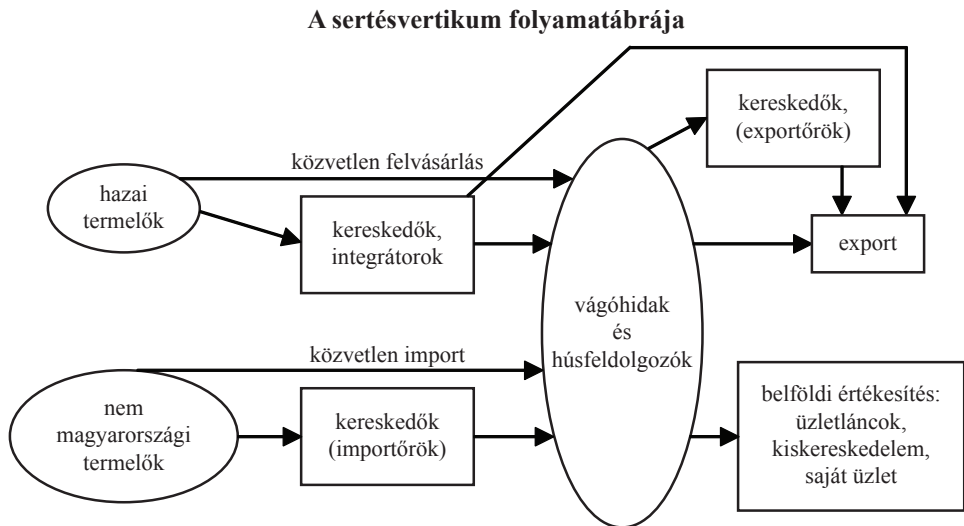 A sertésvertikum folyamatábrája
kereskedők,
(exportőrök)
közvetlen felvásárlás
hazai
termelők
kereskedők,
integrátorok
export
vágóhidak
és
húsfeldolgozók
közvetlen import
nem
magyarországi
termelők
kereskedők
(importőrök)
belföldi értékesítés:
üzletláncok,
kiskereskedelem,
saját üzlet